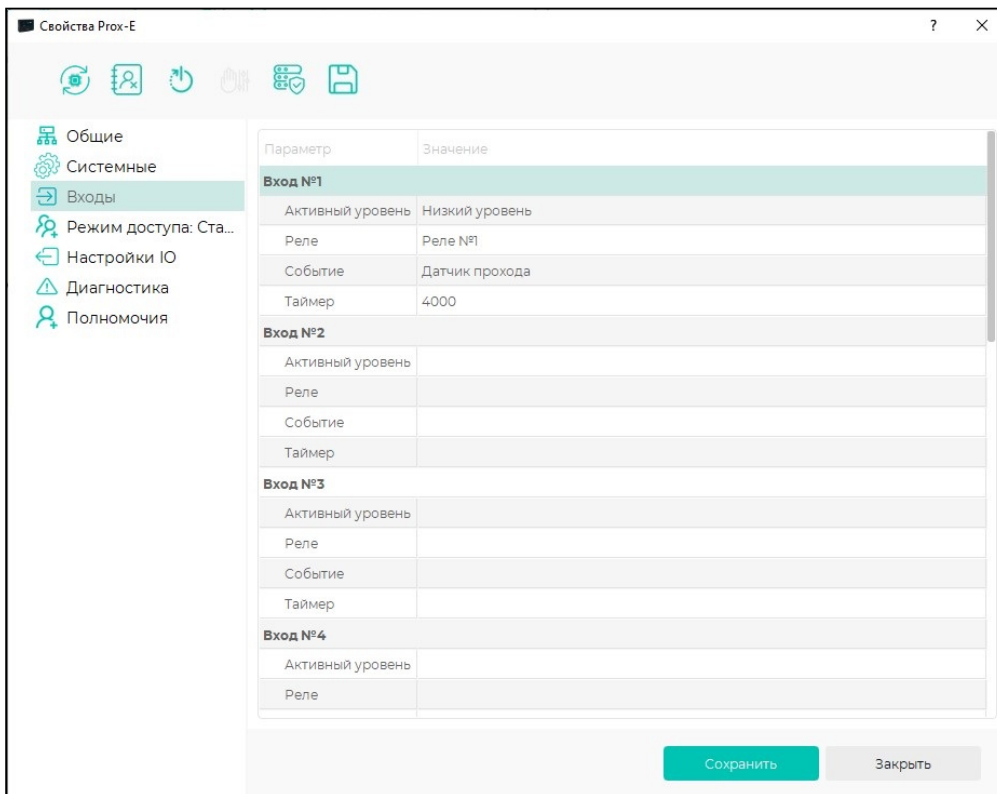 Свойства Prox-E
?
Общие
Системные
Входы
Режим доступа: Ста...
Настройки IO
Диагностика
Полномочия
Параметр Значение
Вход №1
Активный уровень Низкий уровень
Реле Реле №1
Событие Датчик прохода
Таймер 4000
Вход №2
Активный уровень
Реле
Событие
Таймер
Вход №3
Активный уровень
Реле
Событие
Таймер
Вход №4
Активный уровень
Реле
Сохранить Закрыть